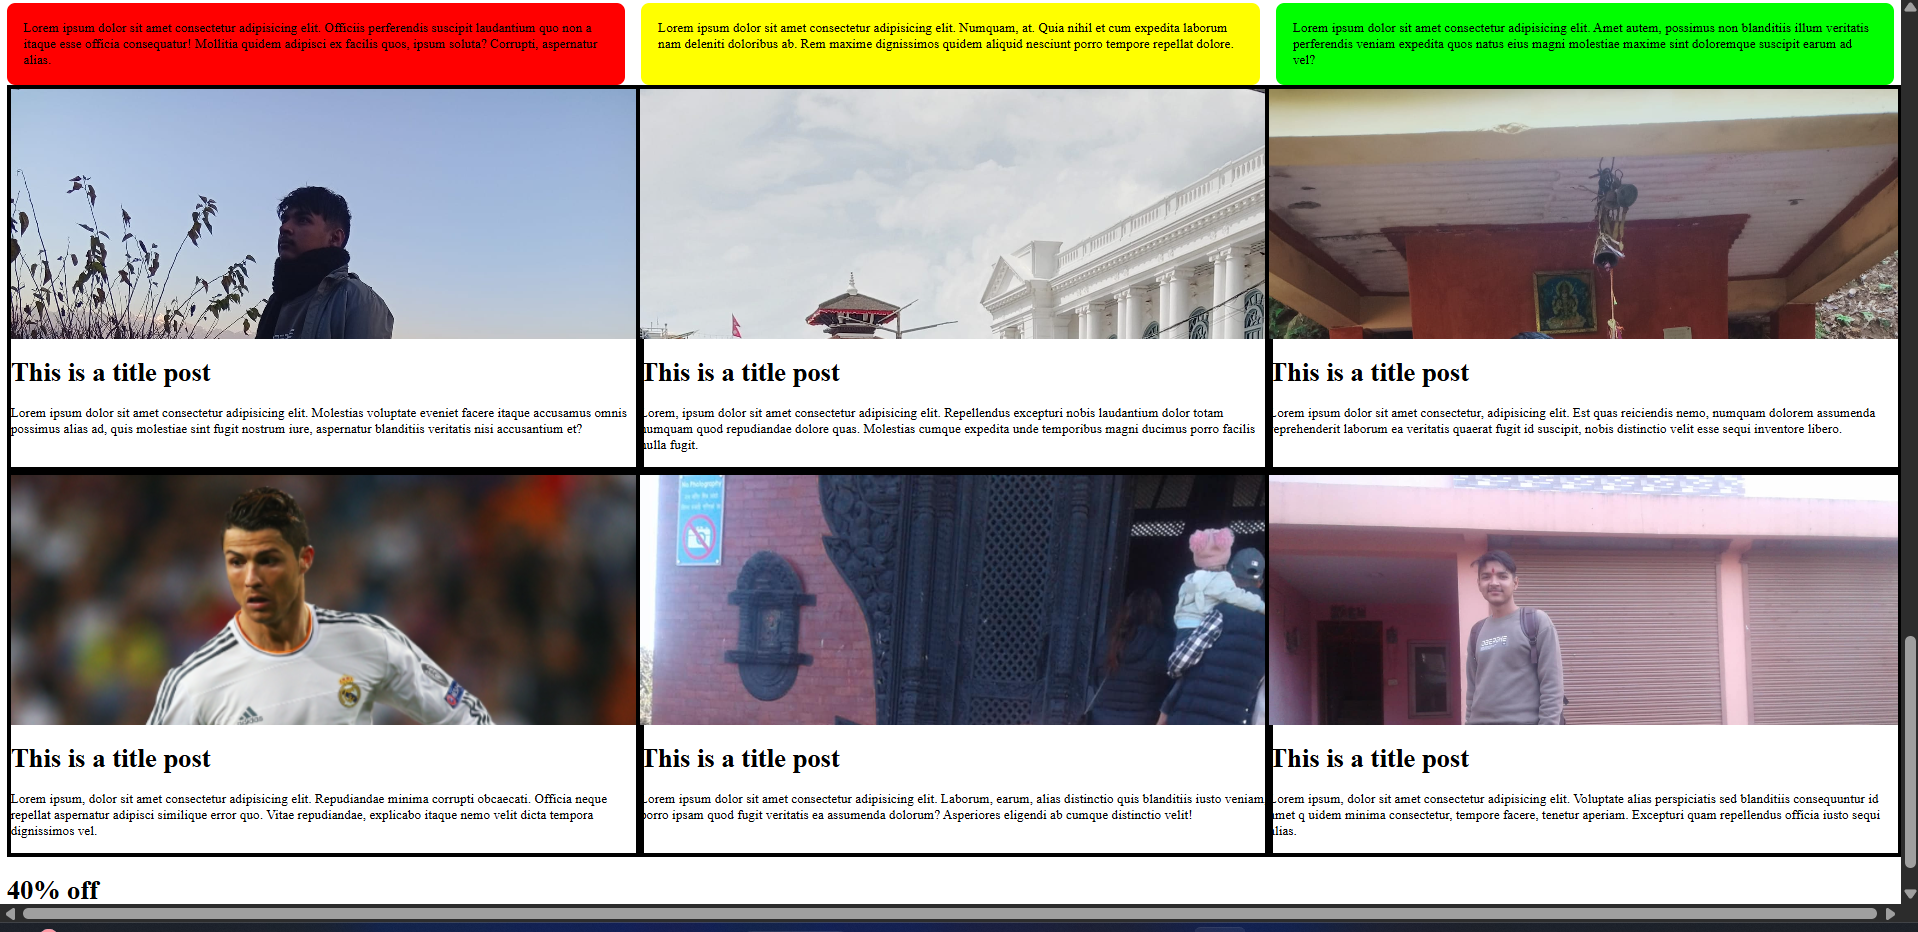 Lorem ipsum dolor sit amet consectetur adipisicing elit. Officiis perferendis suscipit laudantium quo non a
itaque esse officia consequatur! Mollitia quidem adipisci ex facilis quos, ipsum soluta? Corrupti, aspernatur
alias.
Lorem ipsum dolor sit amet consectetur adipisicing elit. Numquam, at. Quia nihil et cum expedita laborum
nam deleniti doloribus ab. Rem maxime dignissimos quidem aliquid nesciunt porro tempore repellat dolore.
Lorem ipsum dolor sit amet consectetur adipisicing elit. Amet autem, possimus non blanditiis illum veritatis
perferendis veniam expedita quos natus eius magni molestiae maxime sint doloremque suscipit earum ad
vel?
This is a title post
Lorem ipsum dolor sit amet consectetur adipisicing elit. Molestias voluptate eveniet facere itaque accusamus omnis
possimus alias ad, quis molestiae sint fugit nostrum iure, aspernatur blanditiis veritatis nisi accusantium et?
This is a title post
Lorem, ipsum dolor sit amet consectetur adipisicing elit. Repellendus excepturi nobis laudantium dolor totam
numquam quod repudiandae dolore quas. Molestias cumque expedita unde temporibus magni ducimus porro facilis
nulla fugit.
This is a title post
Lorem ipsum dolor sit amet consectetur, adipisicing elit. Est quas reiciendis nemo, numquam dolorem assumenda
reprehenderit laborum ea veritatis quaerat fugit id suscipit, nobis distinctio velit esse sequi inventore libero.
adidas
No Photography
This is a title post
Lorem ipsum, dolor sit amet consectetur adipisicing elit. Repudiandae minima corrupti obcaecati. Officia neque
repellat aspernatur adipisci similique error quo. Vitae repudiandae, explicabo itaque nemo velit dicta tempora
dignissimos vel.
This is a title post
Lorem ipsum dolor sit amet consectetur adipisicing elit. Laborum, earum, alias distinctio quis blanditiis iusto veniam
porro ipsam quod fugit veritatis ea assumenda dolorum? Asperiores eligendi ab cumque distinctio velit!
This is a title post
Lorem ipsum, dolor sit amet consectetur adipisicing elit. Voluptate alias perspiciatis sed blanditiis consequuntur id
amet q uidem minima consectetur, tempore facere, tenetur aperiam. Excepturi quam repellendus officia iusto sequi
alias.
40% off